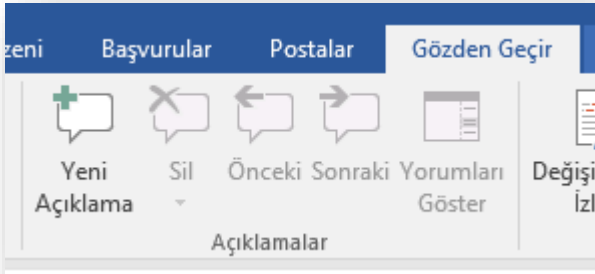 zeni Başvurular Postalar Gözden Geçir
Yeni Açıklama
Sil
Önceki
Sonraki
Yorumları Göster
Açıklamalar